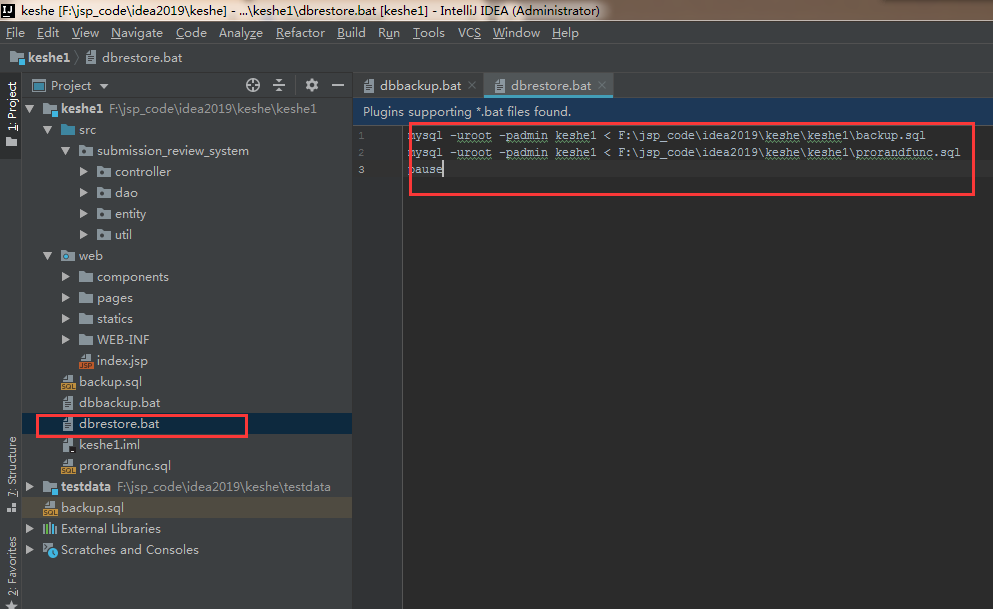 keshe [F:\jsp_code\idea2019\keshe] - ...\keshe1\dbrestore.bat [keshe1] - IntelliJ IDEA (Administrator)
File Edit View Navigate Code Analyze Refactor Build Run Tools VCS Window Help
keshe1 dbrestore.bat
Project
dbbackup.bat
dbrestore.bat
1: Project
keshe1 F:\jsp_code\idea2019\keshe\keshe1
src
submission_review_system
controller
dao
entity
util
web
components
pages
statics
WEB-INF
index.jsp
backup.sql
dbbackup.bat
dbrestore.bat
keshe1.iml
prorandfunc.sql
testdata F:\jsp_code\idea2019\keshe\testdata
backup.sql
External Libraries
Scratches and Consoles
7: Structure
2: Favorites
Plugins supporting *.bat files found.
1 mysql -uroot -padmin keshe1 < F:\jsp_code\idea2019\keshe\keshe1\backup.sql
2 mysql -uroot -padmin keshe1 < F:\jsp_code\idea2019\keshe\keshe1\prorandfunc.sql
3 pause